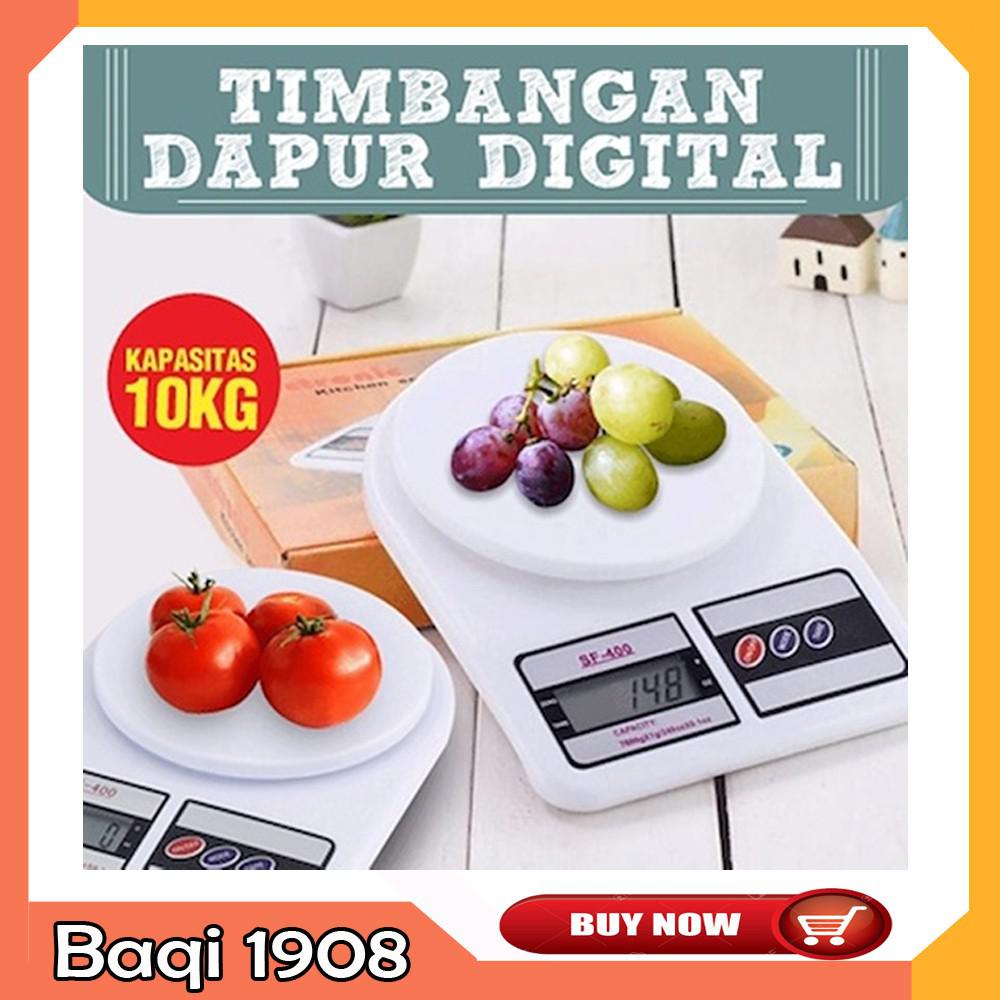 TIMBANGAN
DAPUR DIGITAL
KAPASITAS
10KG
Kitchen
SF-400
148
CAPACITY:
-400
0
BUY NOW
Baqi 1908